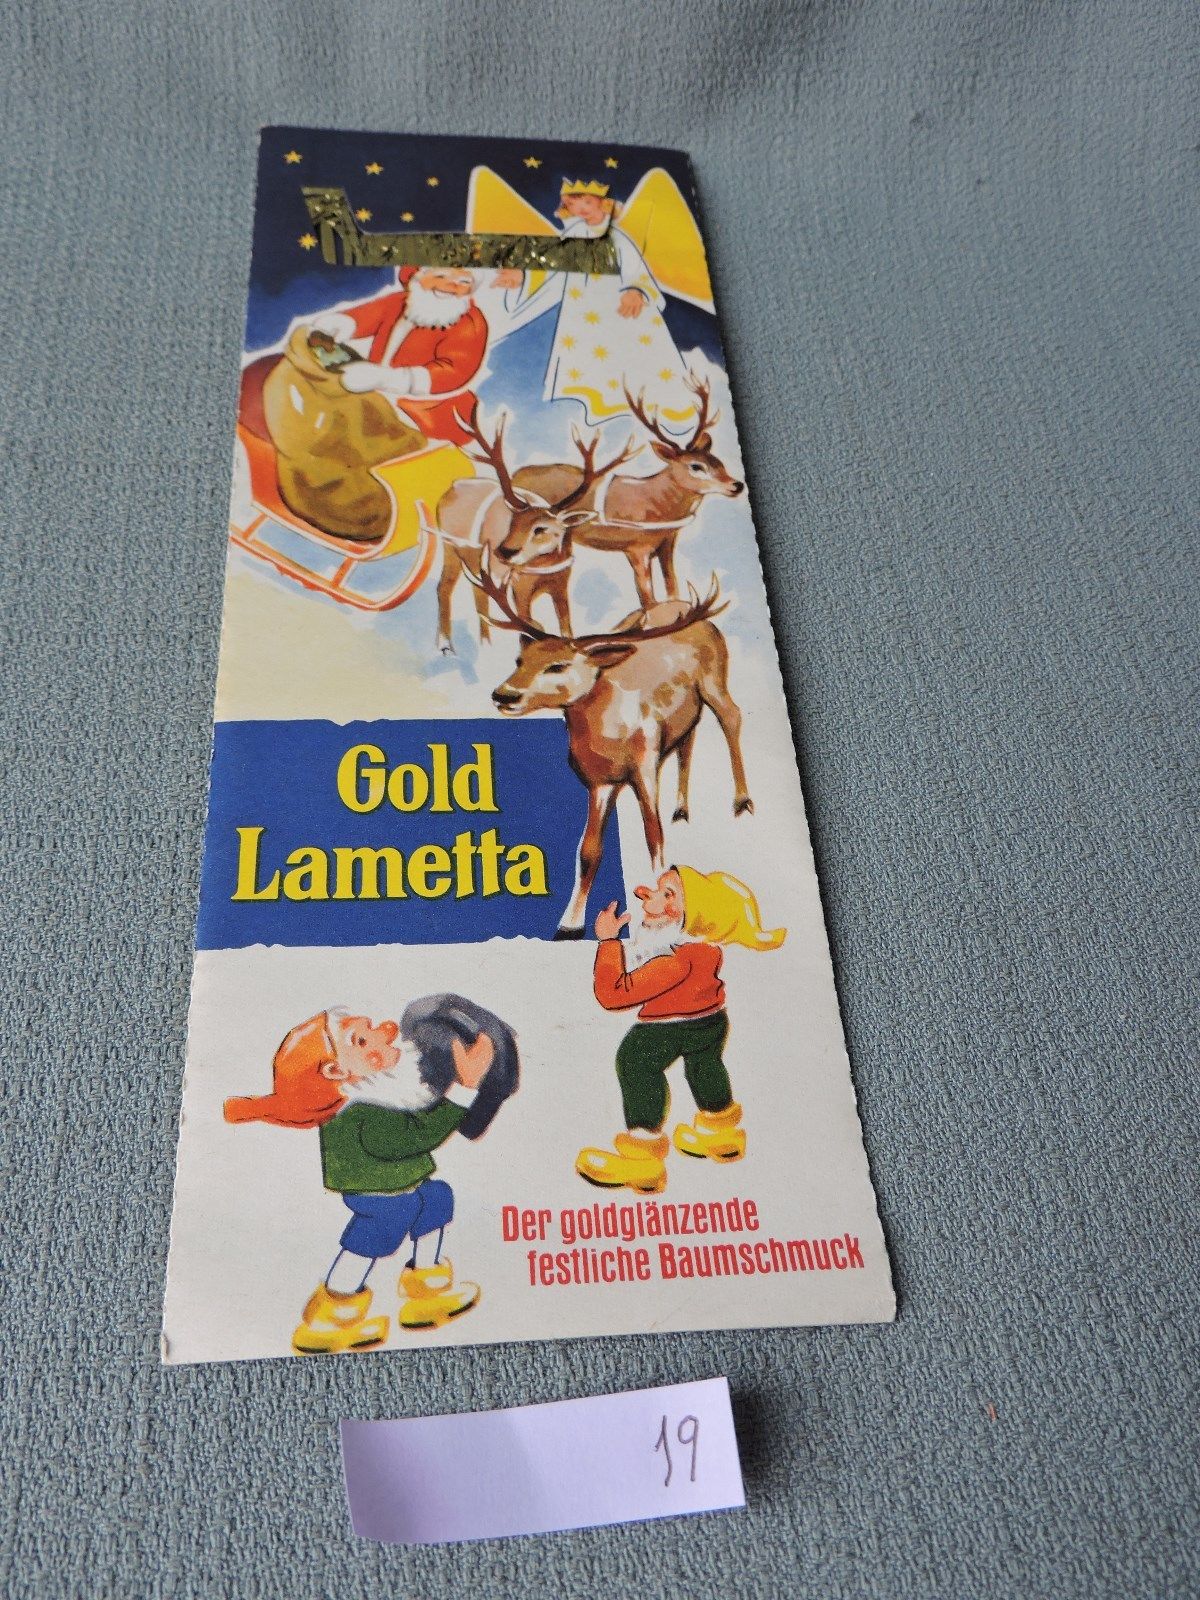 Gold
Lametta
Der goldglänzende
festliche Baumschmuck
19